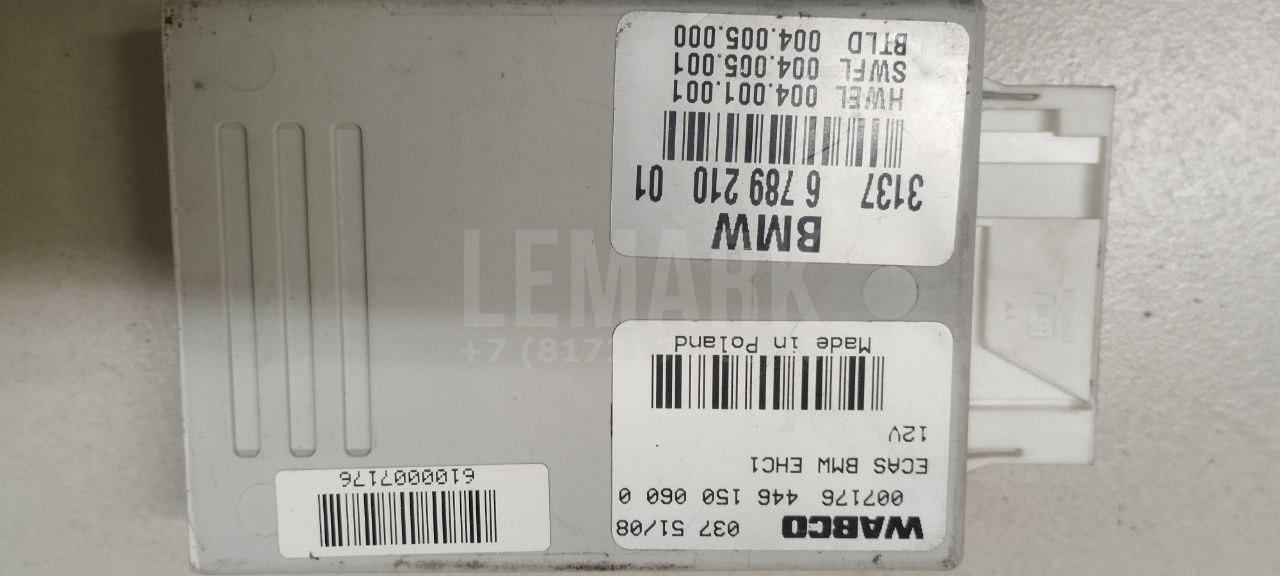 WABCO 037 51/08
007176 446 150 060 0
ECAS BMW EHC1
12V
Made in Poland
6100007176
BMW
3137 6 789 210 01
HWEL 004.001.001
SWFL 004.005.001
BTLD 004.005.000
LEMARK
+7 (817